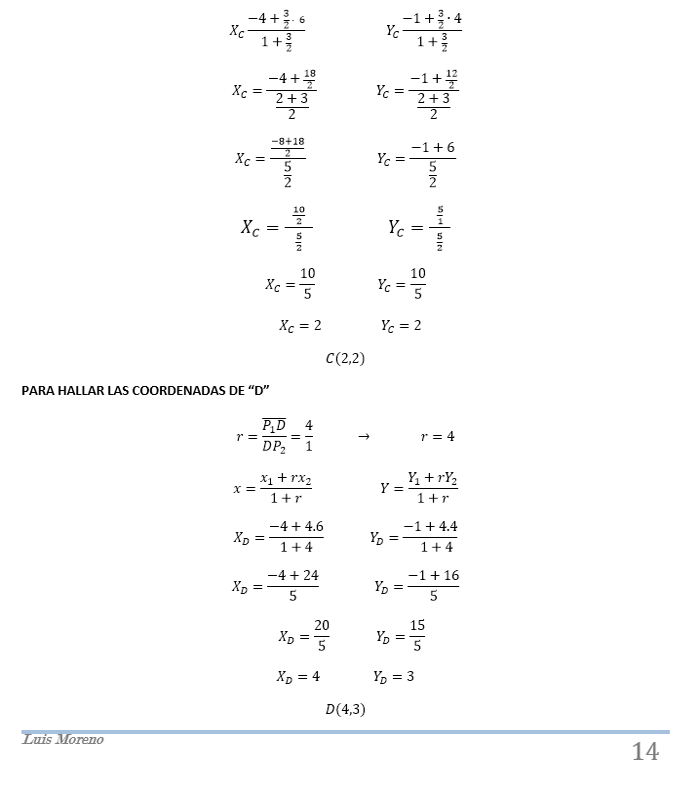 X_C \frac{-4+\frac{3}{2}\cdot 6}{1+\frac{3}{2}} Y_C \frac{-1+\frac{3}{2}\cdot 4}{1+\frac{3}{2}}
X_C = \frac{-4+\frac{18}{2}}{\frac{2+3}{2}} Y_C = \frac{-1+\frac{12}{2}}{\frac{2+3}{2}}
X_C = \frac{\frac{-8+18}{2}}{\frac{5}{2}} Y_C = \frac{-1+6}{\frac{5}{2}}
X_C = \frac{\frac{10}{2}}{\frac{5}{2}} Y_C = \frac{\frac{5}{1}}{\frac{5}{2}}
X_C = \frac{10}{5} Y_C = \frac{10}{5}
X_C = 2 Y_C = 2
C(2,2)
PARA HALLAR LAS COORDENADAS DE “D”
r = \frac{\overline{P_1D}}{\overline{DP_2}} = \frac{4}{1} → r = 4
x = \frac{x_1+rx_2}{1+r} Y = \frac{Y_1+rY_2}{1+r}
X_D = \frac{-4+4.6}{1+4} Y_D = \frac{-1+4.4}{1+4}
X_D = \frac{-4+24}{5} Y_D = \frac{-1+16}{5}
X_D = \frac{20}{5} Y_D = \frac{15}{5}
X_D = 4 Y_D = 3
D(4,3)
Luis Moreno
14